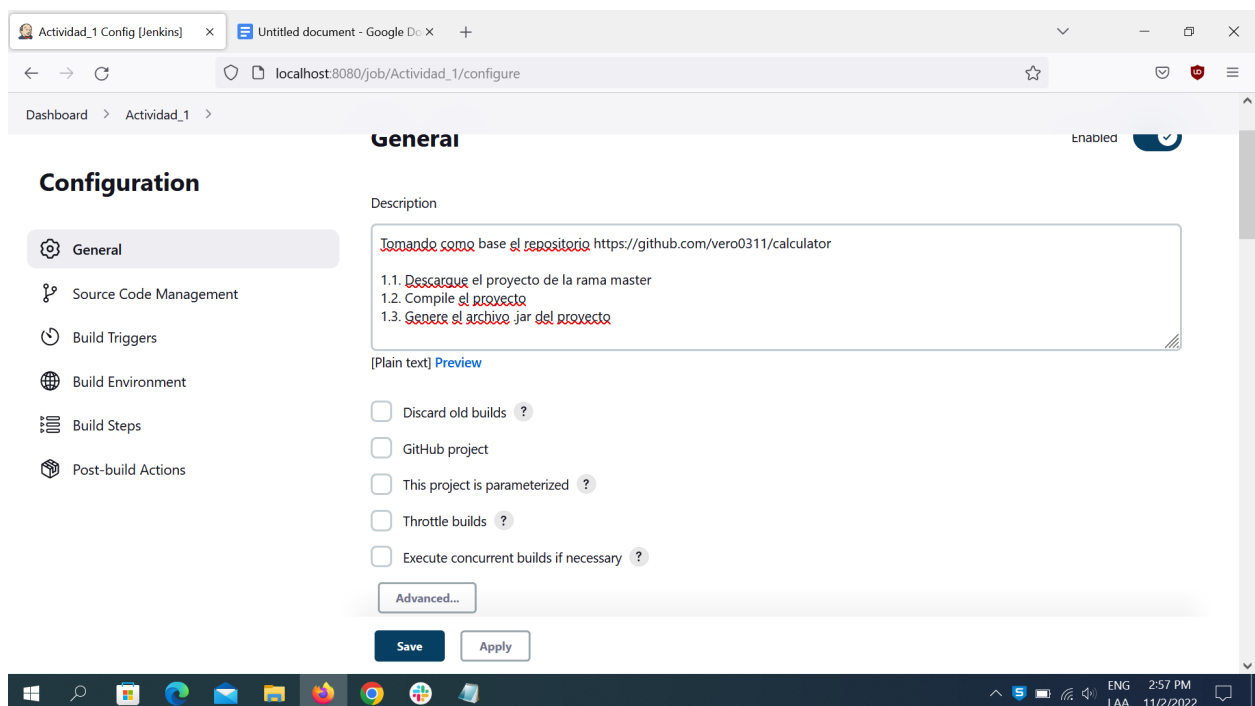 Actividad_1 Config [Jenkins]
Untitled document - Google Do
localhost:8080/job/Actividad_1/configure
Dashboard > Actividad_1 >
General
Enabled
Configuration
General
Source Code Management
Build Triggers
Build Environment
Build Steps
Post-build Actions
Description
Tomando como base el repositorio https://github.com/vero0311/calculator
1.1. Descargue el proyecto de la rama master
1.2. Compile el proyecto
1.3. Genere el archivo .jar del proyecto
[Plain text] Preview
Discard old builds ?
GitHub project
This project is parameterized ?
Throttle builds ?
Execute concurrent builds if necessary ?
Advanced...
Save
Apply
ENG
LAA
2:57 PM
11/2/2022